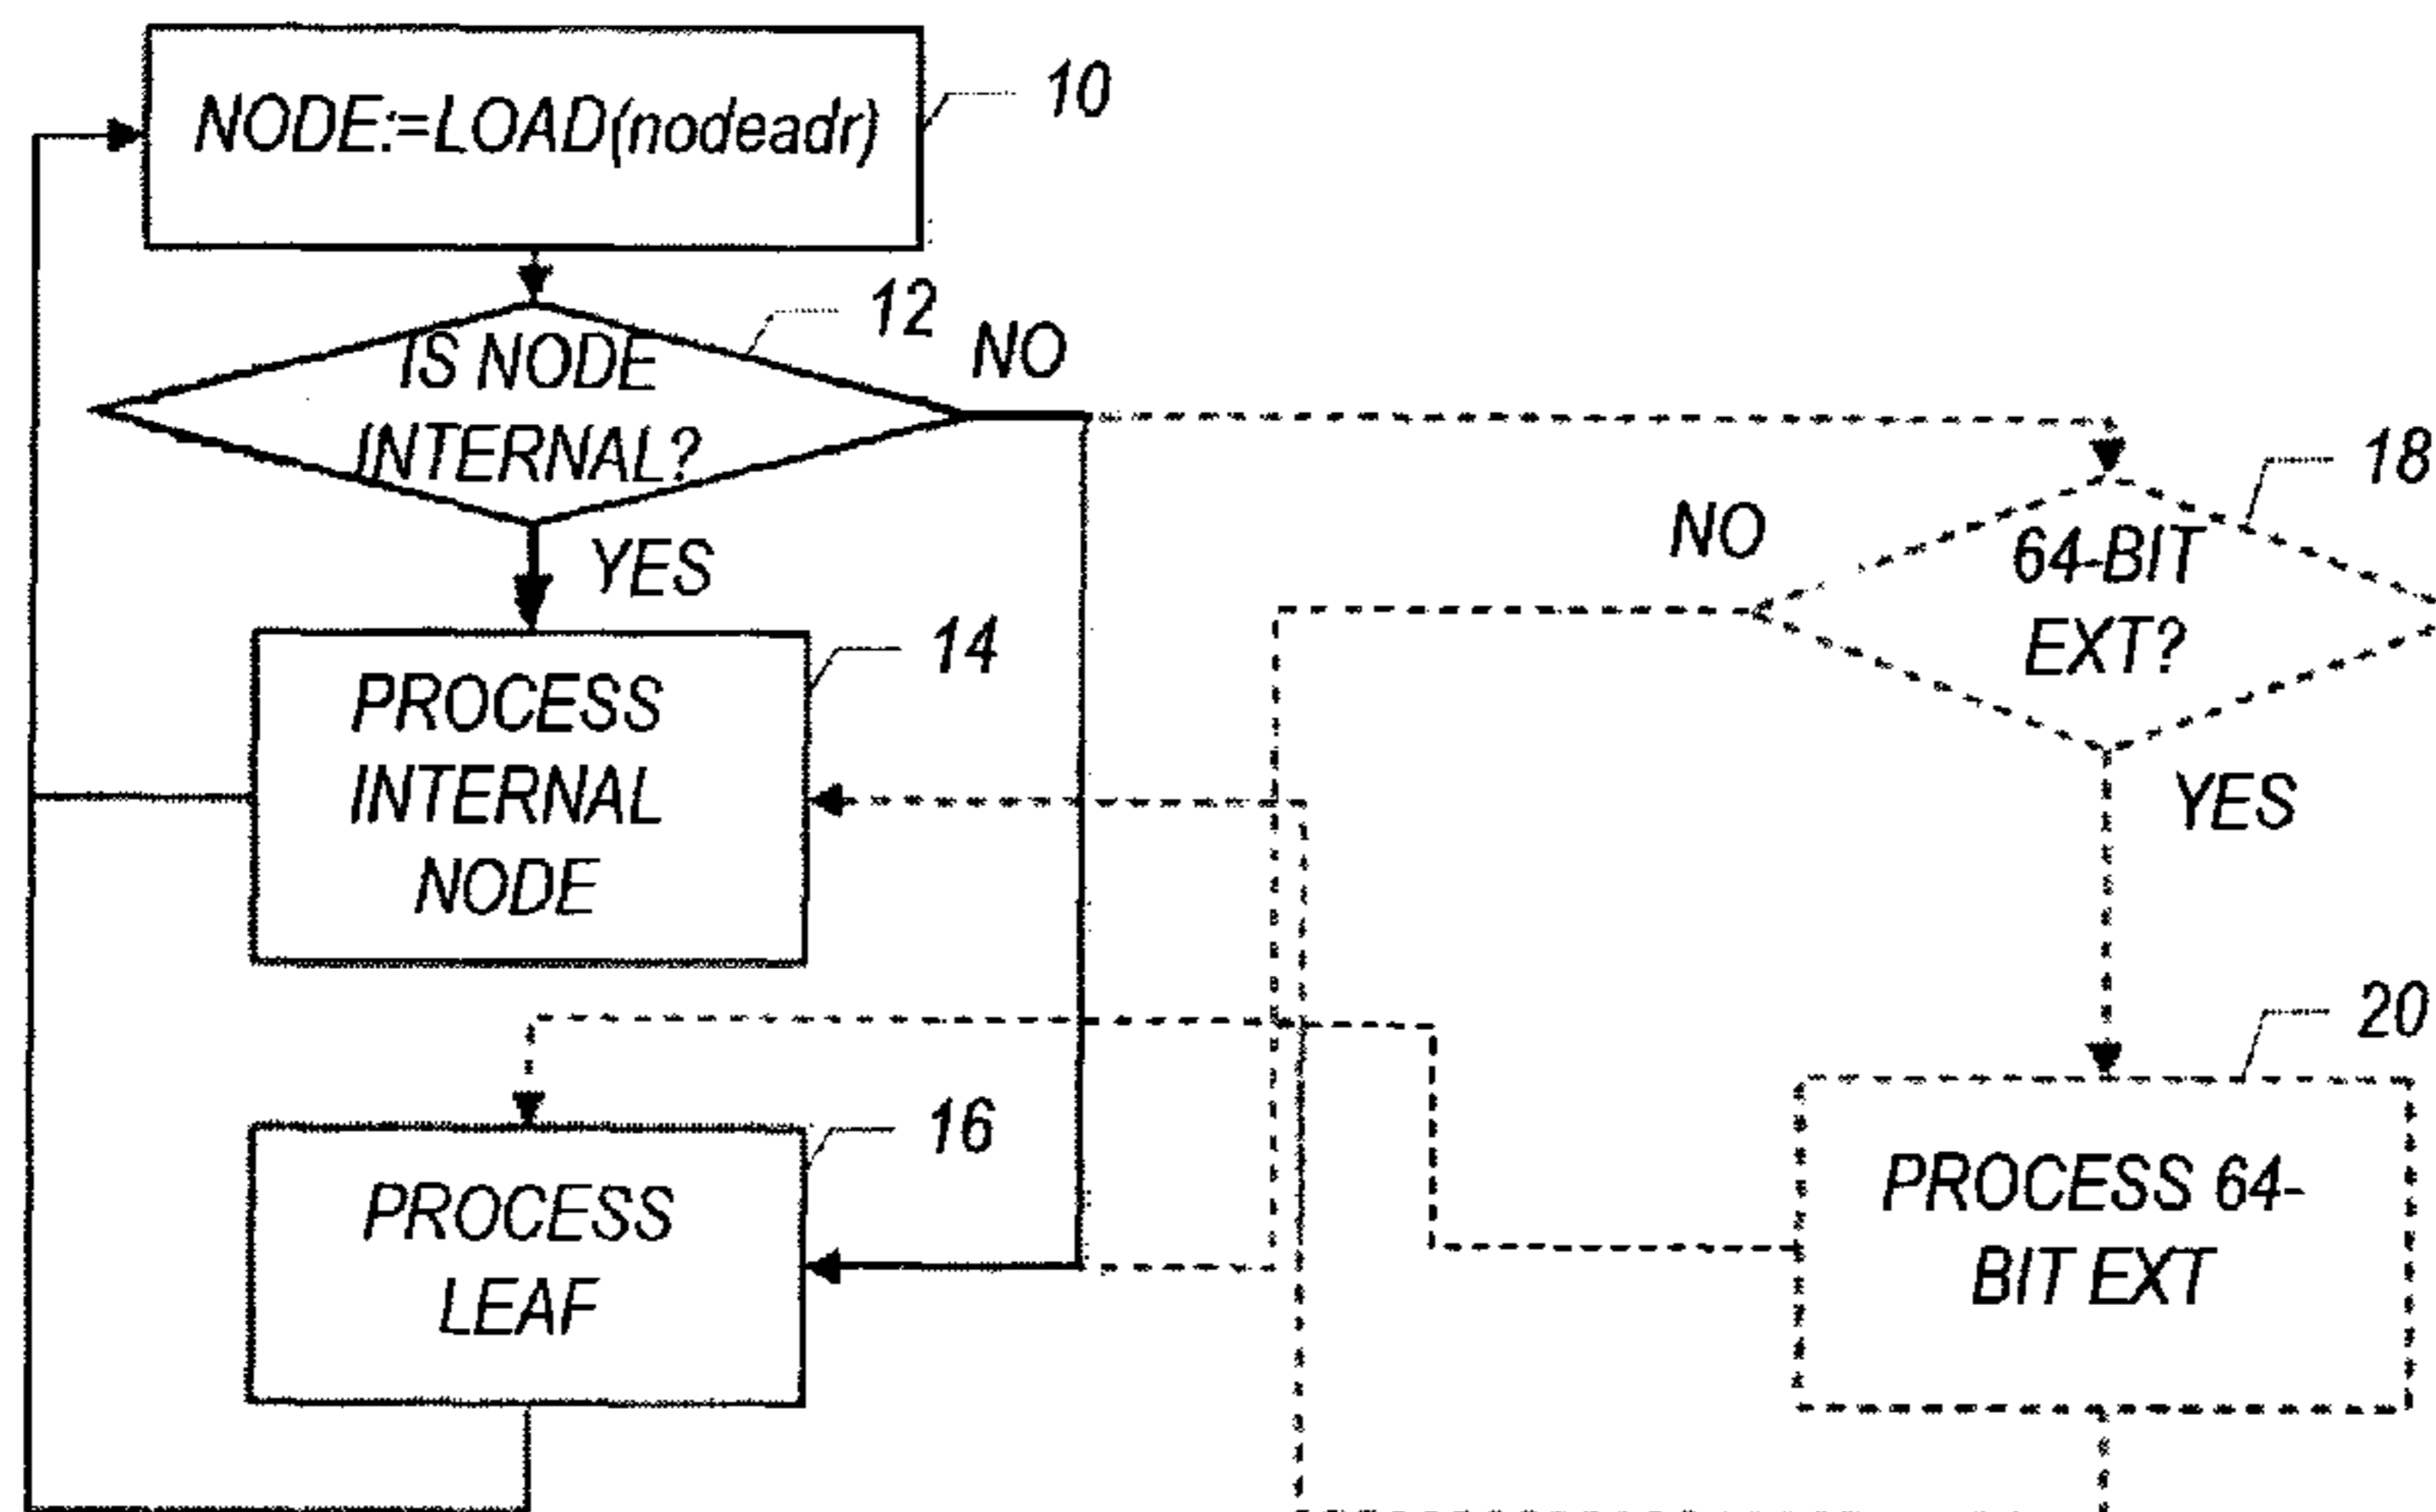 NODE:=LOAD(nodeadr)
10
IS NODE
INTERNAL?
12
NO
YES
PROCESS
INTERNAL
NODE
14
PROCESS
LEAF
16
64-BIT
EXT?
18
NO
YES
PROCESS 64-
BIT EXT
20